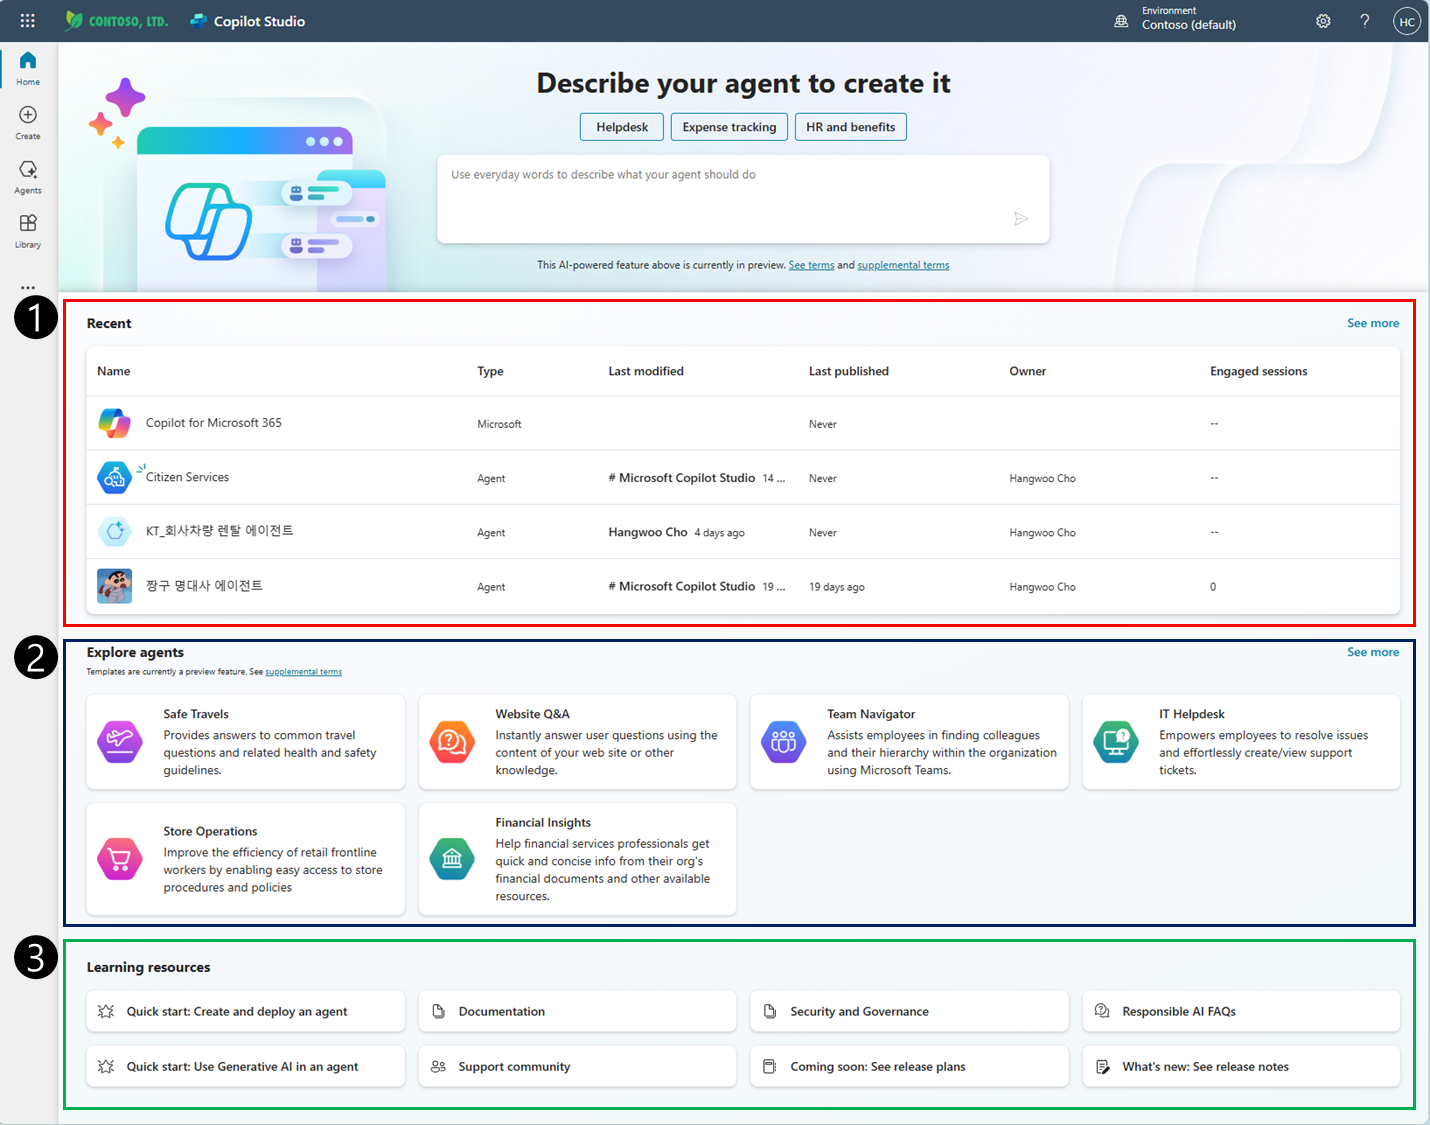 CONTOSO, LTD.
Copilot Studio
Environment
Contoso (default)
?
HC
Home
Create
Agents
Library
...
Describe your agent to create it
Helpdesk
Expense tracking
HR and benefits
Use everyday words to describe what your agent should do
This AI-powered feature above is currently in preview. See terms and supplemental terms
1
Recent
See more
Name Type Last modified Last published Owner Engaged sessions
Copilot for Microsoft 365 Microsoft Never --
Citizen Services Agent # Microsoft Copilot Studio 14 ... Never Hangwoo Cho --
KT_회사차량 렌탈 에이전트 Agent Hangwoo Cho 4 days ago Never Hangwoo Cho --
짱구 명대사 에이전트 Agent # Microsoft Copilot Studio 19 ... 19 days ago Hangwoo Cho 0
2
Explore agents
See more
Templates are currently a preview feature. See supplemental terms
Safe Travels
Provides answers to common travel
questions and related health and safety
guidelines.
Website Q&A
Instantly answer user questions using the
content of your web site or other
knowledge.
Team Navigator
Assists employees in finding colleagues
and their hierarchy within the organization
using Microsoft Teams.
IT Helpdesk
Empowers employees to resolve issues
and effortlessly create/view support
tickets.
Store Operations
Improve the efficiency of retail frontline
workers by enabling easy access to store
procedures and policies
Financial Insights
Help financial services professionals get
quick and concise info from their org's
financial documents and other available
resources.
3
Learning resources
Quick start: Create and deploy an agent
Documentation
Security and Governance
Responsible AI FAQs
Quick start: Use Generative AI in an agent
Support community
Coming soon: See release plans
What's new: See release notes